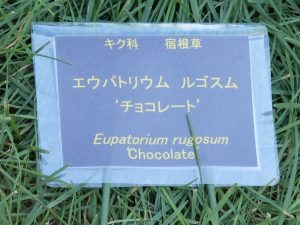 キク科　宿根草
エウパトリウム　ルゴスム
‘チョコレート’
Eupatorium rugosum
‘Chocolate’